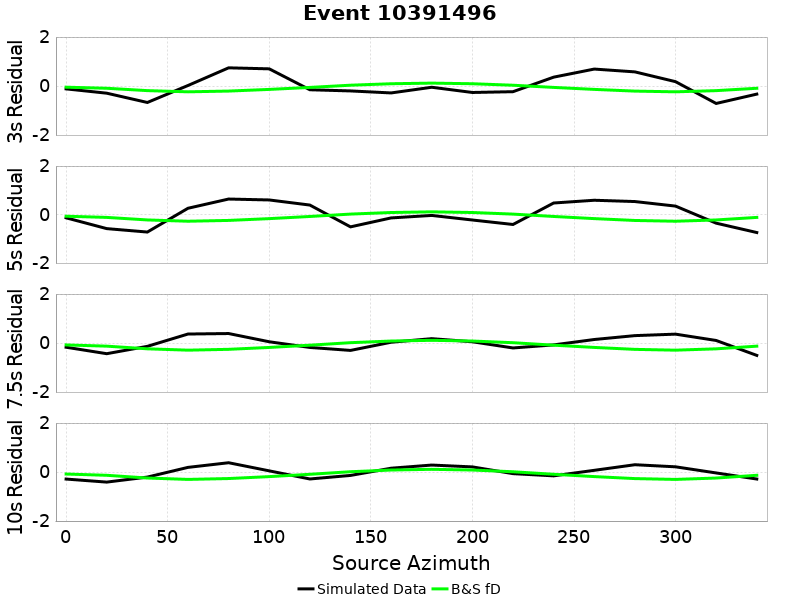 Event 10391496
3s Residual
2
0
-2
5s Residual
2
0
-2
7.5s Residual
2
0
-2
10s Residual
2
0
-2
0 50 100 150 200 250 300
Source Azimuth
Simulated Data B&S fD